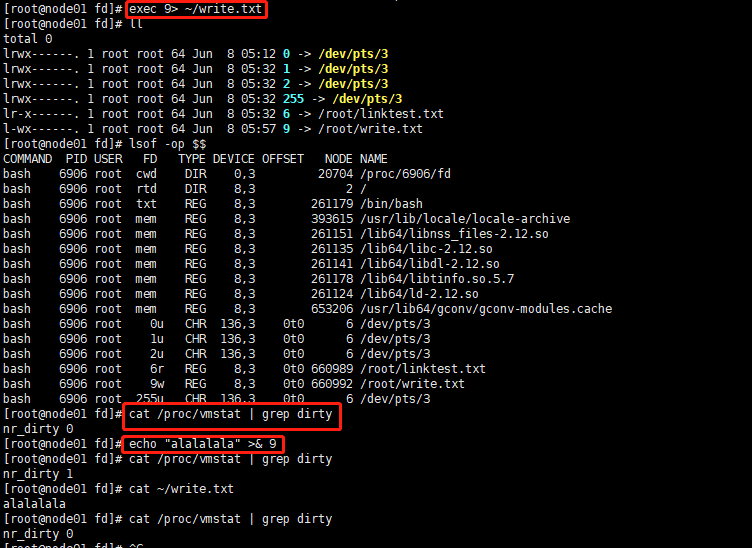 [root@node01 fd]# exec 9> ~/write.txt
[root@node01 fd]# ll
total 0
lrwx------. 1 root root 64 Jun  8 05:12 0 -> /dev/pts/3
lrwx------. 1 root root 64 Jun  8 05:32 1 -> /dev/pts/3
lrwx------. 1 root root 64 Jun  8 05:32 2 -> /dev/pts/3
lrwx------. 1 root root 64 Jun  8 05:32 255 -> /dev/pts/3
lr-x------. 1 root root 64 Jun  8 05:32 6 -> /root/linktest.txt
l-wx------. 1 root root 64 Jun  8 05:57 9 -> /root/write.txt
[root@node01 fd]# lsof -op $$
COMMAND  PID USER   FD   TYPE DEVICE OFFSET   NODE NAME
bash    6906 root  cwd    DIR    0,3         20704 /proc/6906/fd
bash    6906 root  rtd    DIR    8,3             2 /
bash    6906 root  txt    REG    8,3        261179 /bin/bash
bash    6906 root  mem    REG    8,3        393615 /usr/lib/locale/locale-archive
bash    6906 root  mem    REG    8,3        261151 /lib64/libnss_files-2.12.so
bash    6906 root  mem    REG    8,3        261135 /lib64/libc-2.12.so
bash    6906 root  mem    REG    8,3        261141 /lib64/libdl-2.12.so
bash    6906 root  mem    REG    8,3        261178 /lib64/libtinfo.so.5.7
bash    6906 root  mem    REG    8,3        261124 /lib64/ld-2.12.so
bash    6906 root  mem    REG    8,3        653206 /usr/lib64/gconv/gconv-modules.cache
bash    6906 root    0u   CHR  136,3    0t0      6 /dev/pts/3
bash    6906 root    1u   CHR  136,3    0t0      6 /dev/pts/3
bash    6906 root    2u   CHR  136,3    0t0      6 /dev/pts/3
bash    6906 root    6r   REG    8,3    0t0 660989 /root/linktest.txt
bash    6906 root    9w   REG    8,3    0t0 660992 /root/write.txt
bash    6906 root  255u   CHR  136,3    0t0      6 /dev/pts/3
[root@node01 fd]# cat /proc/vmstat | grep dirty
nr_dirty 0
[root@node01 fd]# echo "alalalala" >& 9
[root@node01 fd]# cat /proc/vmstat | grep dirty
nr_dirty 1
[root@node01 fd]# cat ~/write.txt
alalalala
[root@node01 fd]# cat /proc/vmstat | grep dirty
nr_dirty 0
[root@node01 fd]# ^C